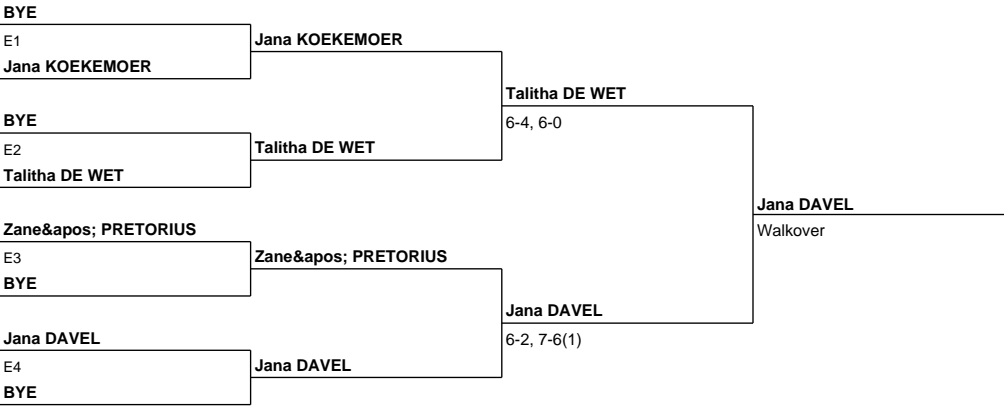 BYE
E1
Jana KOEKEMOER
Jana KOEKEMOER
BYE
E2
Talitha DE WET
Talitha DE WET
Talitha DE WET
6-4, 6-0
Zane&apos; PRETORIUS
E3
BYE
Zane&apos; PRETORIUS
Jana DAVEL
E4
BYE
Jana DAVEL
Jana DAVEL
6-2, 7-6(1)
Jana DAVEL
Walkover